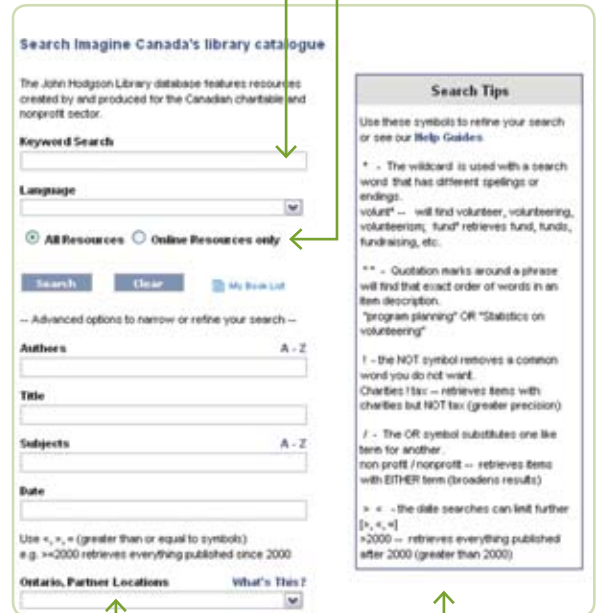 Search Imagine Canada's library catalogue
The John Hodgson Library database features resources
created by and produced for the Canadian charitable and
nonprofit sector.
Keyword Search
Language
All Resources Online Resources only
Search Clear My Book List
-- Advanced options to narrow or refine your search --
Authors A - Z
Title
Subjects A - Z
Date
Use <, >, = (greater than or equal to symbols)
e.g. >=2000 retrieves everything published since 2000
Ontario, Partner Locations What's This?
Search Tips
Use these symbols to refine your search
or see our Help Guides
* - The wildcard is used with a search
word that has different spellings or
endings.
volunt* -- will find volunteer, volunteering,
volunteerism; fund* retrieves fund, funds,
fundraising, etc.
" " - Quotation marks around a phrase
will find that exact order of words in an
item description.
"program planning" OR "Statistics on
volunteering"
! - the NOT symbol removes a common
word you do not want.
Charities ! tax -- retrieves items with
charities but NOT tax (greater precision)
/ - The OR symbol substitutes one like
term for another.
non profit / nonprofit -- retrieves items
with EITHER term (broadens results)
> < - the date searches can limit further
[>, <, =]
>2000 -- retrieves everything published
after 2000 (greater than 2000)